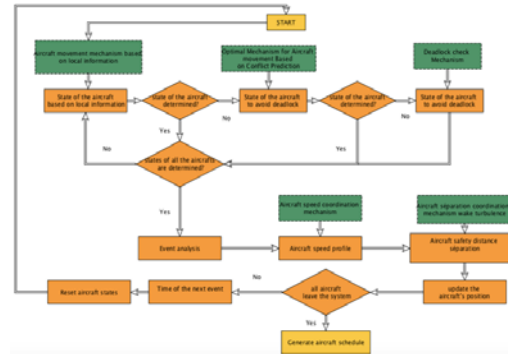 START
Aircraft movement mechanism based
on local information
Optimal Mechanism for Aircraft
movement Based
on Conflict Prediction
Deadlock check
Mechanism
State of the aircraft
based on local information
State of the aircraft
determined?
State of the aircraft
to avoid deadlock
State of the aircraft
determined?
State of the aircraft
to avoid deadlock
No
No
Yes
Yes
No
states of all the aircrafts
are determined?
Yes
Aircraft speed coordination
mechanism
Aircraft separation coordination
mechanism wake turbulence
Event analysis
Aircraft speed profile
Aircraft safety distance
séparation
Reset aircraft states
Time of the next event
No
all aircraft
leave the system
update the
aircraft's position
Yes
Generate aircraft schedule